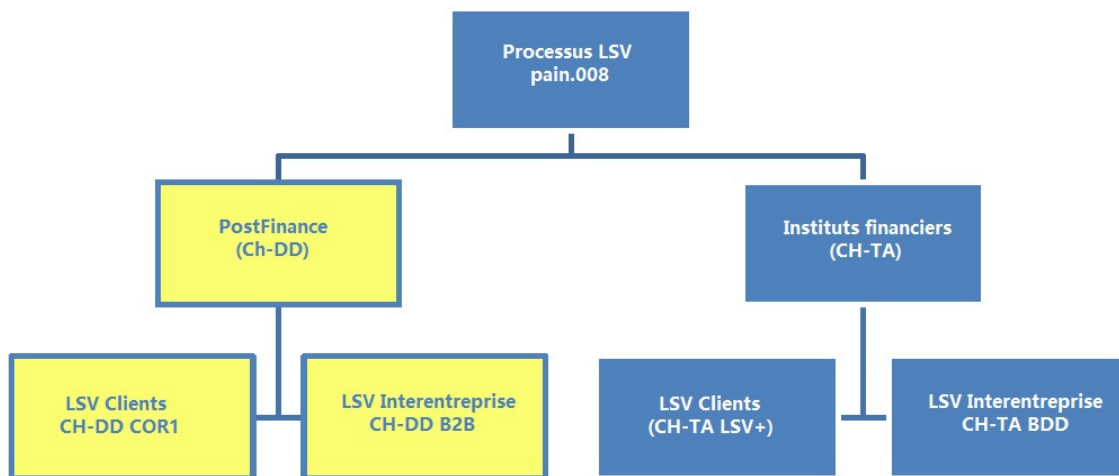 Processus LSV
pain.008
PostFinance
(Ch-DD)
Instituts financiers
(CH-TA)
LSV Clients
CH-DD COR1
LSV Interentreprise
CH-DD B2B
LSV Clients
(CH-TA LSV+)
LSV Interentreprise
CH-TA BDD